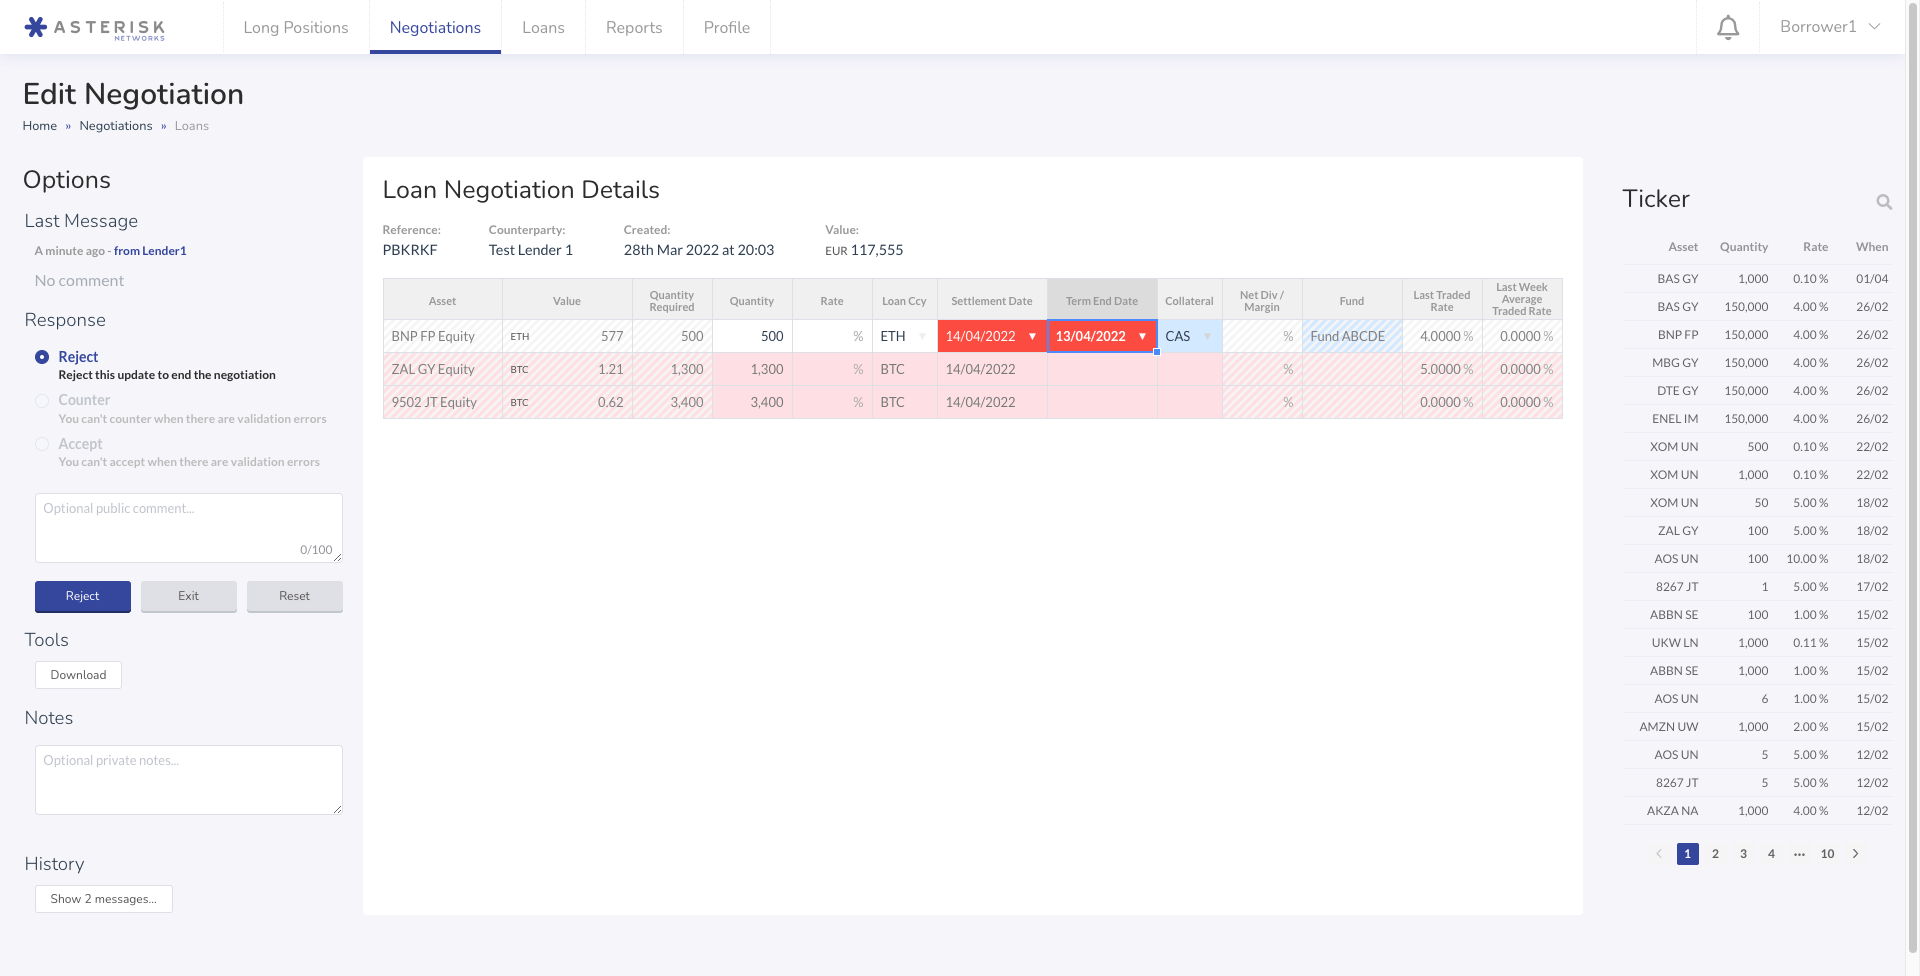 ASTERISK
NETWORKS
Long Positions
Negotiations
Loans
Reports
Profile
Borrower1
Edit Negotiation
Home » Negotiations » Loans
Options
Last Message
A minute ago - from Lender1
No comment
Response
Reject
Reject this update to end the negotiation
Counter
You can't counter when there are validation errors
Accept
You can't accept when there are validation errors
Optional public comment...
0/100
Reject
Exit
Reset
Tools
Download
Notes
Optional private notes...
History
Show 2 messages...
Loan Negotiation Details
Reference: Counterparty: Created: Value:
PBKRKF Test Lender 1 28th Mar 2022 at 20:03 EUR 117,555
Asset Value Quantity Required Quantity Rate Loan Ccy Settlement Date Term End Date Collateral Net Div / Margin Fund Last Traded Rate Last Week Average Traded Rate
BNP FP Equity ETH 577 500 500 % ETH 14/04/2022 13/04/2022 CAS % Fund ABCDE 4.0000 % 0.0000 %
ZAL GY Equity BTC 1.21 1,300 1,300 % BTC 14/04/2022 % 5.0000 % 0.0000 %
9502 JT Equity BTC 0.62 3,400 3,400 % BTC 14/04/2022 % 0.0000 % 0.0000 %
Ticker
Asset Quantity Rate When
BAS GY 1,000 0.10 % 01/04
BAS GY 150,000 4.00 % 26/02
BNP FP 150,000 4.00 % 26/02
MBG GY 150,000 4.00 % 26/02
DTE GY 150,000 4.00 % 26/02
ENEL IM 150,000 4.00 % 26/02
XOM UN 500 0.10 % 22/02
XOM UN 1,000 0.10 % 22/02
XOM UN 50 5.00 % 18/02
ZAL GY 100 5.00 % 18/02
AOS UN 100 10.00 % 18/02
8267 JT 1 5.00 % 17/02
ABBN SE 100 1.00 % 15/02
UKW LN 1,000 0.11 % 15/02
ABBN SE 1,000 1.00 % 15/02
AOS UN 6 1.00 % 15/02
AMZN UW 1,000 2.00 % 15/02
AOS UN 5 5.00 % 12/02
8267 JT 5 5.00 % 12/02
AKZA NA 1,000 4.00 % 12/02
1 2 3 4 ••• 10